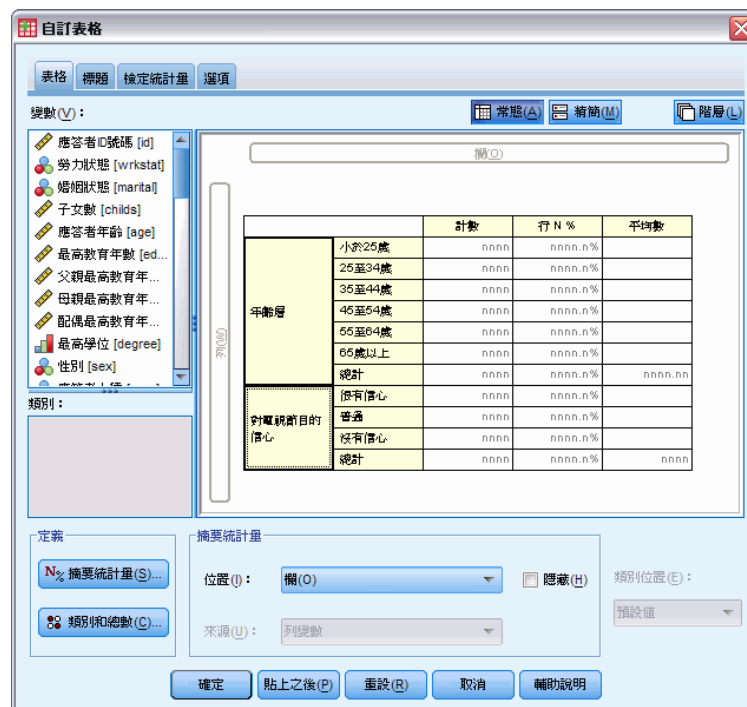 自訂表格
表格 標題 檢定統計量 選項
變數(V)：
常態(A) 精簡(M) 階層(L)
應答者ID號碼 [id]
勞力狀態 [wrkstat]
婚姻狀態 [marital]
子女數 [childs]
應答者年齡 [age]
最高教育年數 [ed...
父親最高教育年...
母親最高教育年...
配偶最高教育年...
最高學位 [degree]
性別 [sex]
類別：
欄(O)
列(W)
計數 行 N % 平均數
年齡層
小於25歲 nnnn nnnn.n%
25至34歲 nnnn nnnn.n%
35至44歲 nnnn nnnn.n%
45至54歲 nnnn nnnn.n%
55至64歲 nnnn nnnn.n%
65歲以上 nnnn nnnn.n%
總計 nnnn nnnn.n% nnnn.nn
對電視節目的信心
很有信心 nnnn nnnn.n%
普通 nnnn nnnn.n%
沒有信心 nnnn nnnn.n%
總計 nnnn nnnn.n% nnnn
定義
N% 摘要統計量(S)...
類別和總數(C)...
摘要統計量
位置(I)： 欄(O) 隱藏(H)
來源(U)： 列變數
類別位置(E)：
預設值
確定 貼上之後(P) 重設(R) 取消 輔助說明